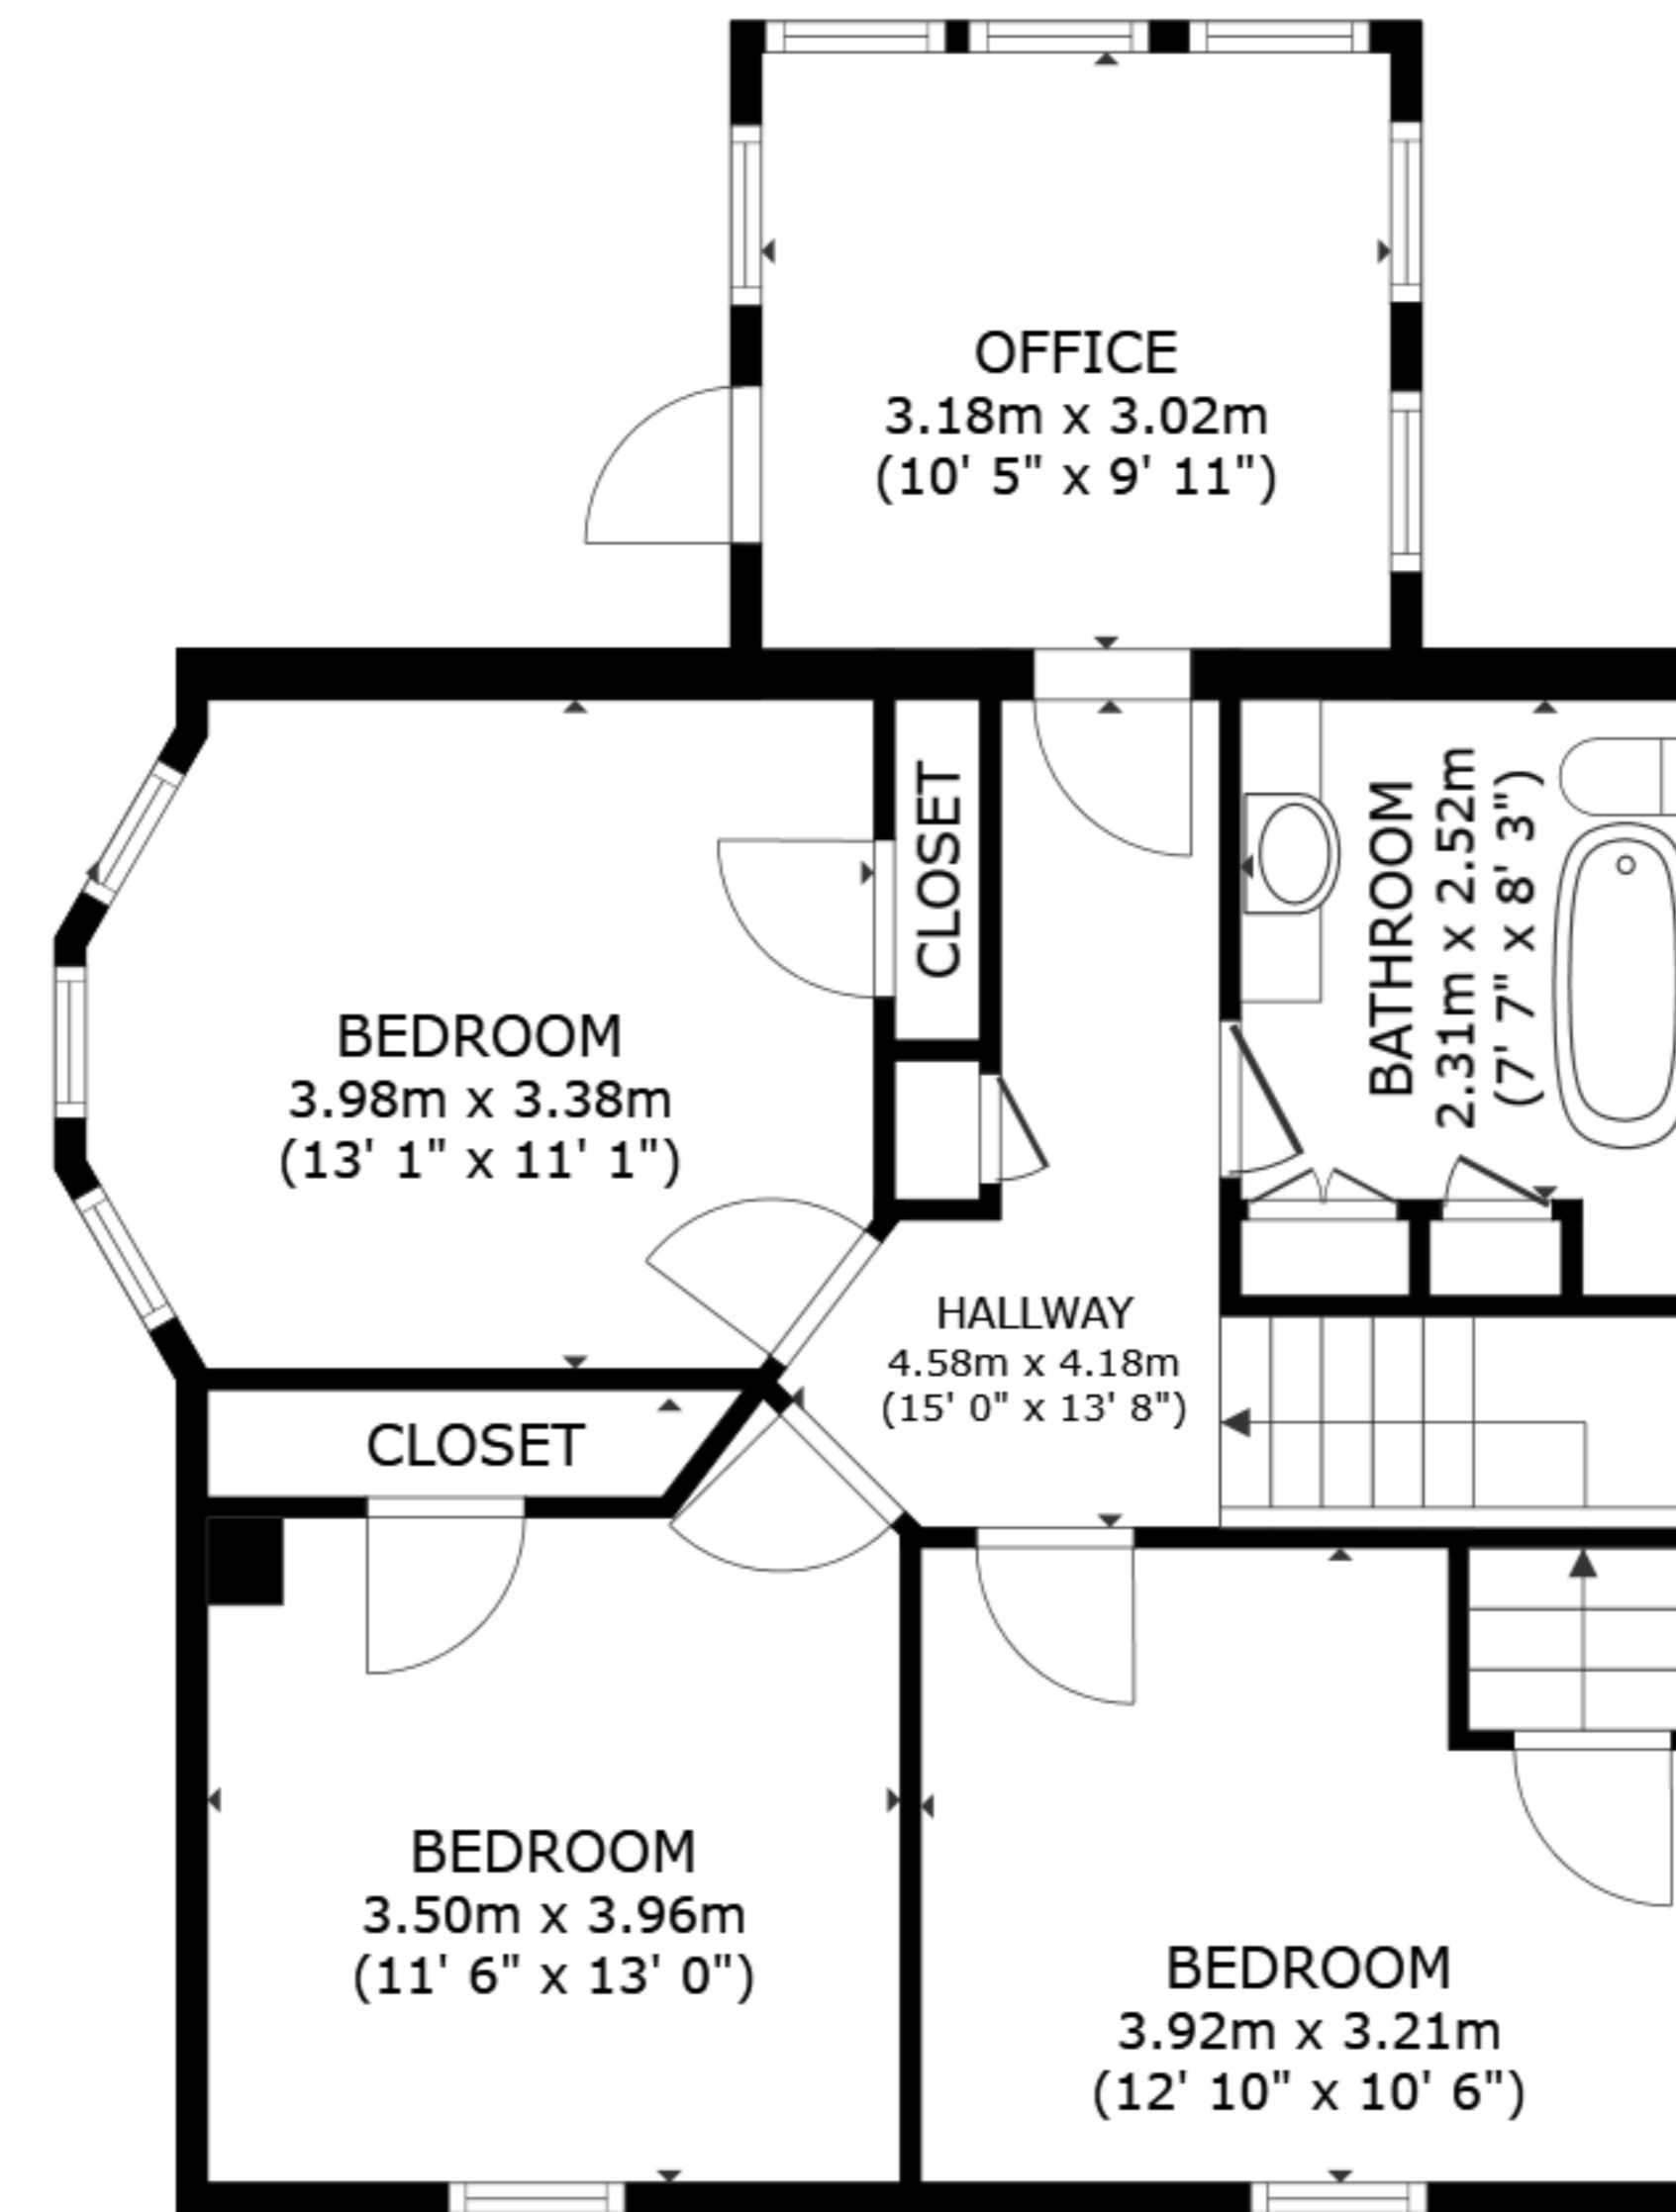 OFFICE
3.18m x 3.02m
(10' 5" x 9' 11")
CLOSET
BATHROOM
2.31m x 2.52m
(7' 7" x 8' 3")
BEDROOM
3.98m x 3.38m
(13' 1" x 11' 1")
HALLWAY
4.58m x 4.18m
(15' 0" x 13' 8")
CLOSET
BEDROOM
3.50m x 3.96m
(11' 6" x 13' 0")
BEDROOM
3.92m x 3.21m
(12' 10" x 10' 6")